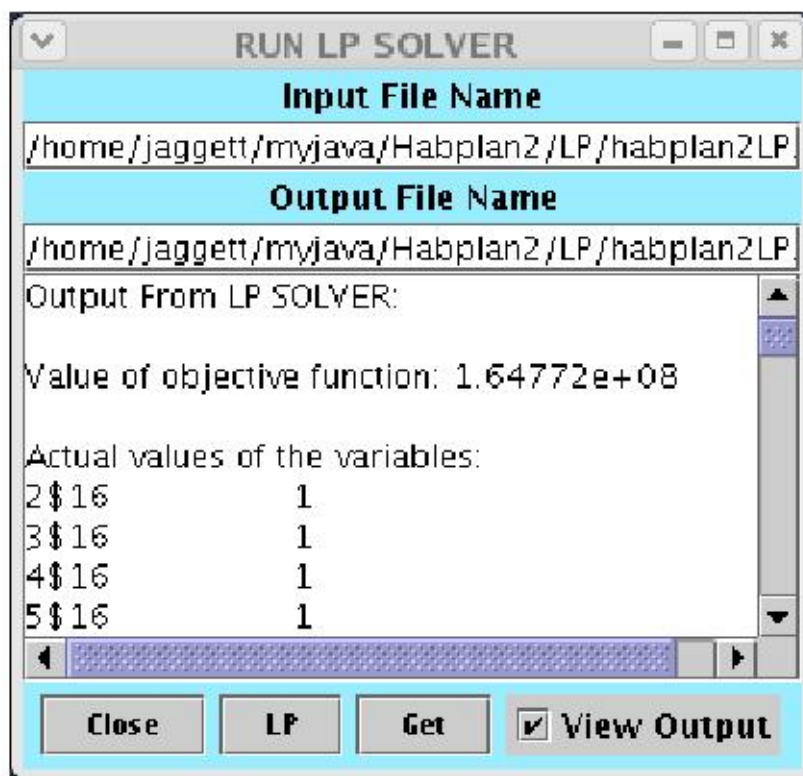 RUN LP SOLVER
Input File Name
/home/jaggett/myjava/Habplan2/LP/habplan2LP.
Output File Name
/home/jaggett/myjava/Habplan2/LP/habplan2LP.
Output From LP SOLVER:
Value of objective function: 1.64772e+08
Actual values of the variables:
2$16 1
3$16 1
4$16 1
5$16 1
Close LP Get View Output